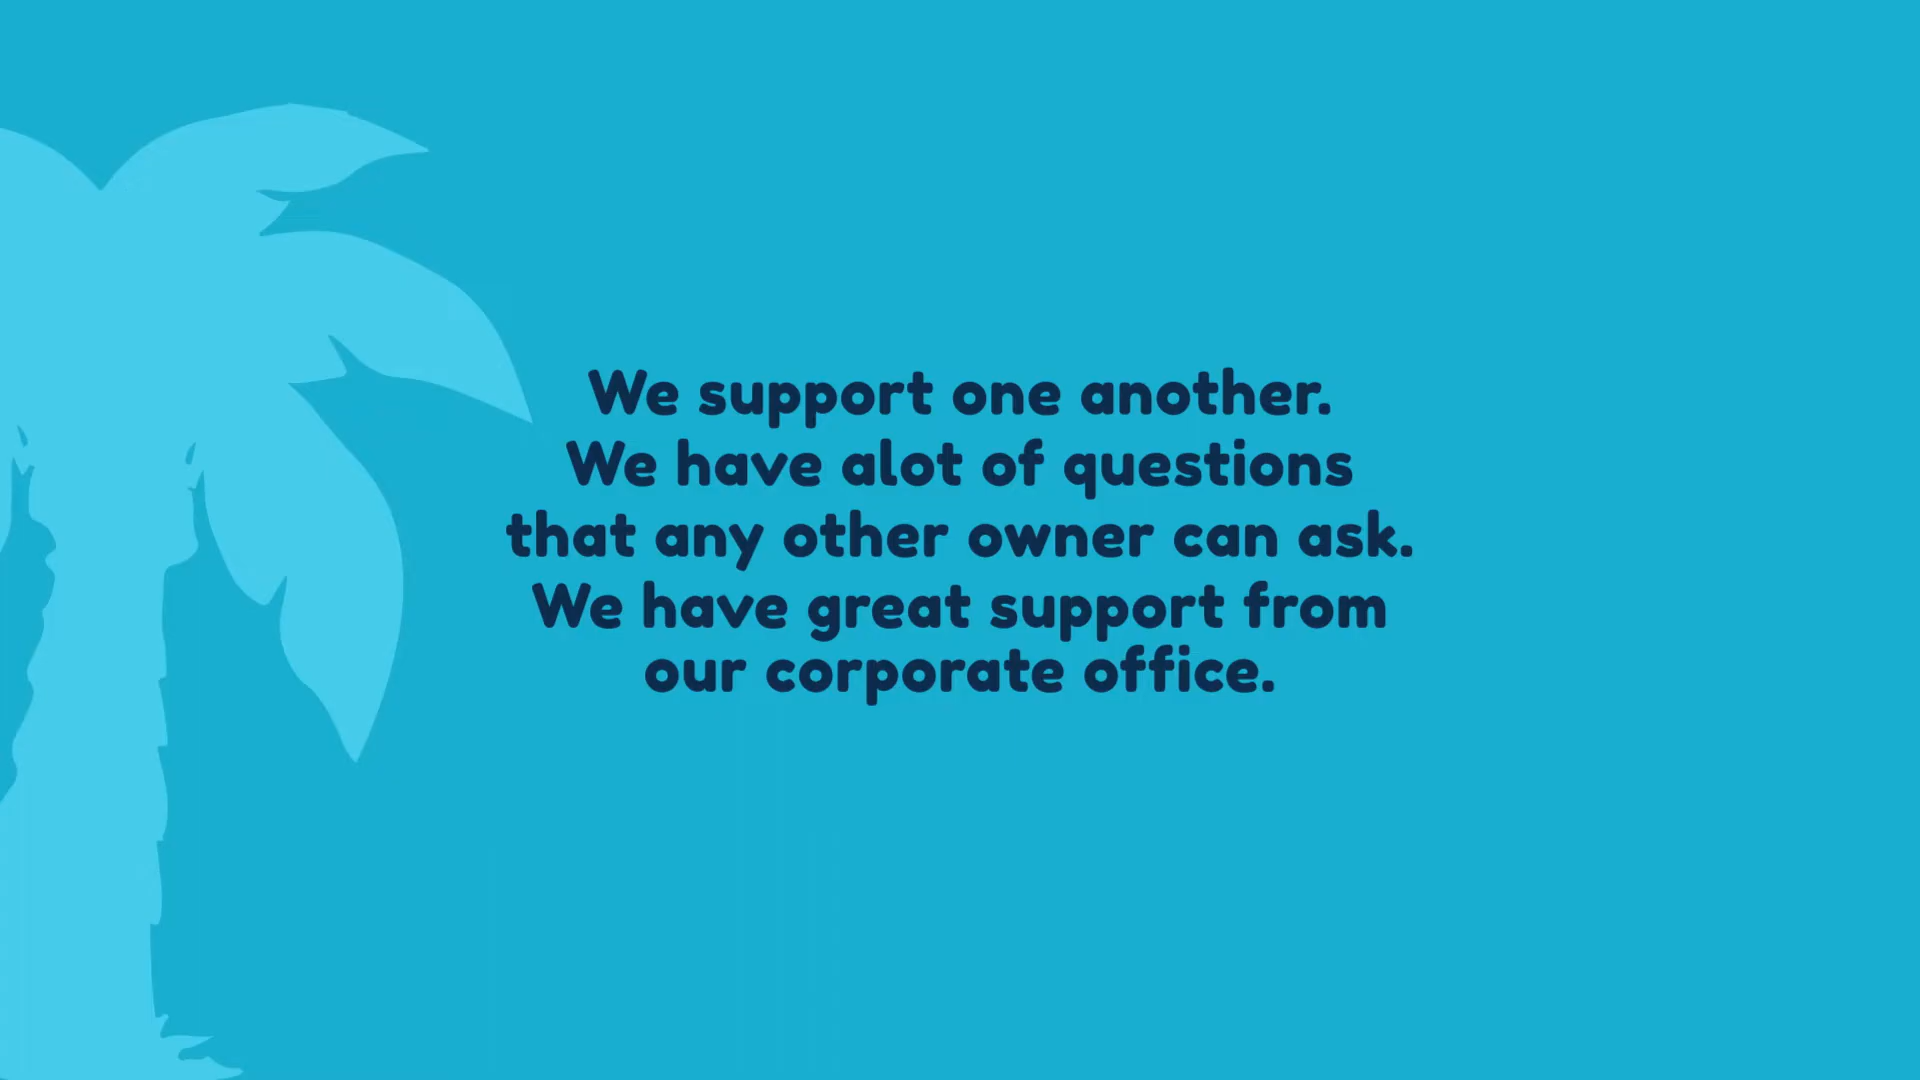 We support one another.
We have alot of questions
that any other owner can ask.
We have great support from
our corporate office.